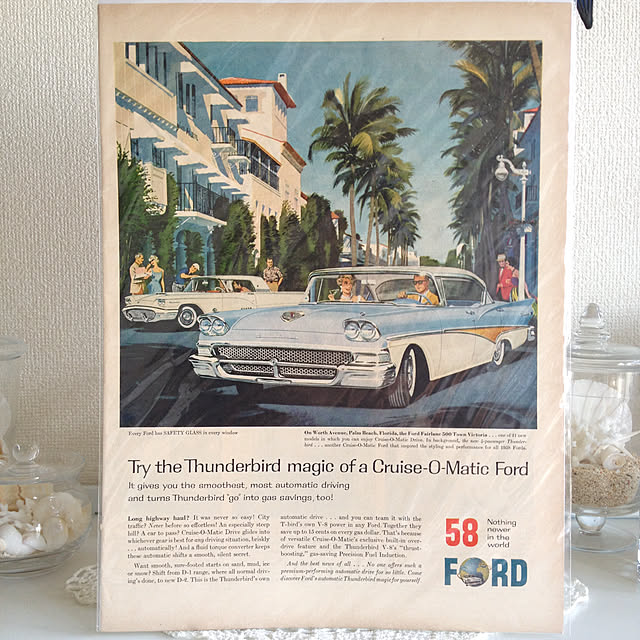 Every Ford has SAFETY GLASS in every window
On Worth Avenue, Palm Beach, Florida, the Ford Fairlane 500 Town Victoria . . . one of 21 new
models in which you can enjoy Cruise-O-Matic Drive. In background, the new 4-passenger Thunder-
bird . . . another Cruise-O-Matic Ford that inspired the styling and performance for all 1958 Fords.
Try the Thunderbird magic of a Cruise-O-Matic Ford
It gives you the smoothest, most automatic driving
and turns Thunderbird "go" into gas savings, too!
Long highway haul? It was never so easy! City
traffic? Never before so effortless! An especially steep
hill? A car to pass? Cruise-O-Matic Drive glides into
whichever gear is best for any driving situation, briskly
. . . automatically! And a fluid torque converter keeps
these automatic shifts a smooth, silent secret.
Want smooth, sure-footed starts on sand, mud, ice
or snow? Shift from D-1 range, where all normal driv-
ing's done, to new D-2. This is the Thunderbird's own
automatic drive . . . and you can team it with the
T-bird's own V-8 power in any Ford. Together they
save up to 15 cents on every gas dollar. That's because
of versatile Cruise-O-Matic's exclusive built-in over-
drive feature and the Thunderbird V-8's "thrust-
boosting," gas-saving Precision Fuel Induction.
And the best news of all . . . No one offers such a
premium-performing automatic drive for so little. Come
discover Ford's automatic Thunderbird magic for yourself
58
Nothing
newer
in the
world
FORD